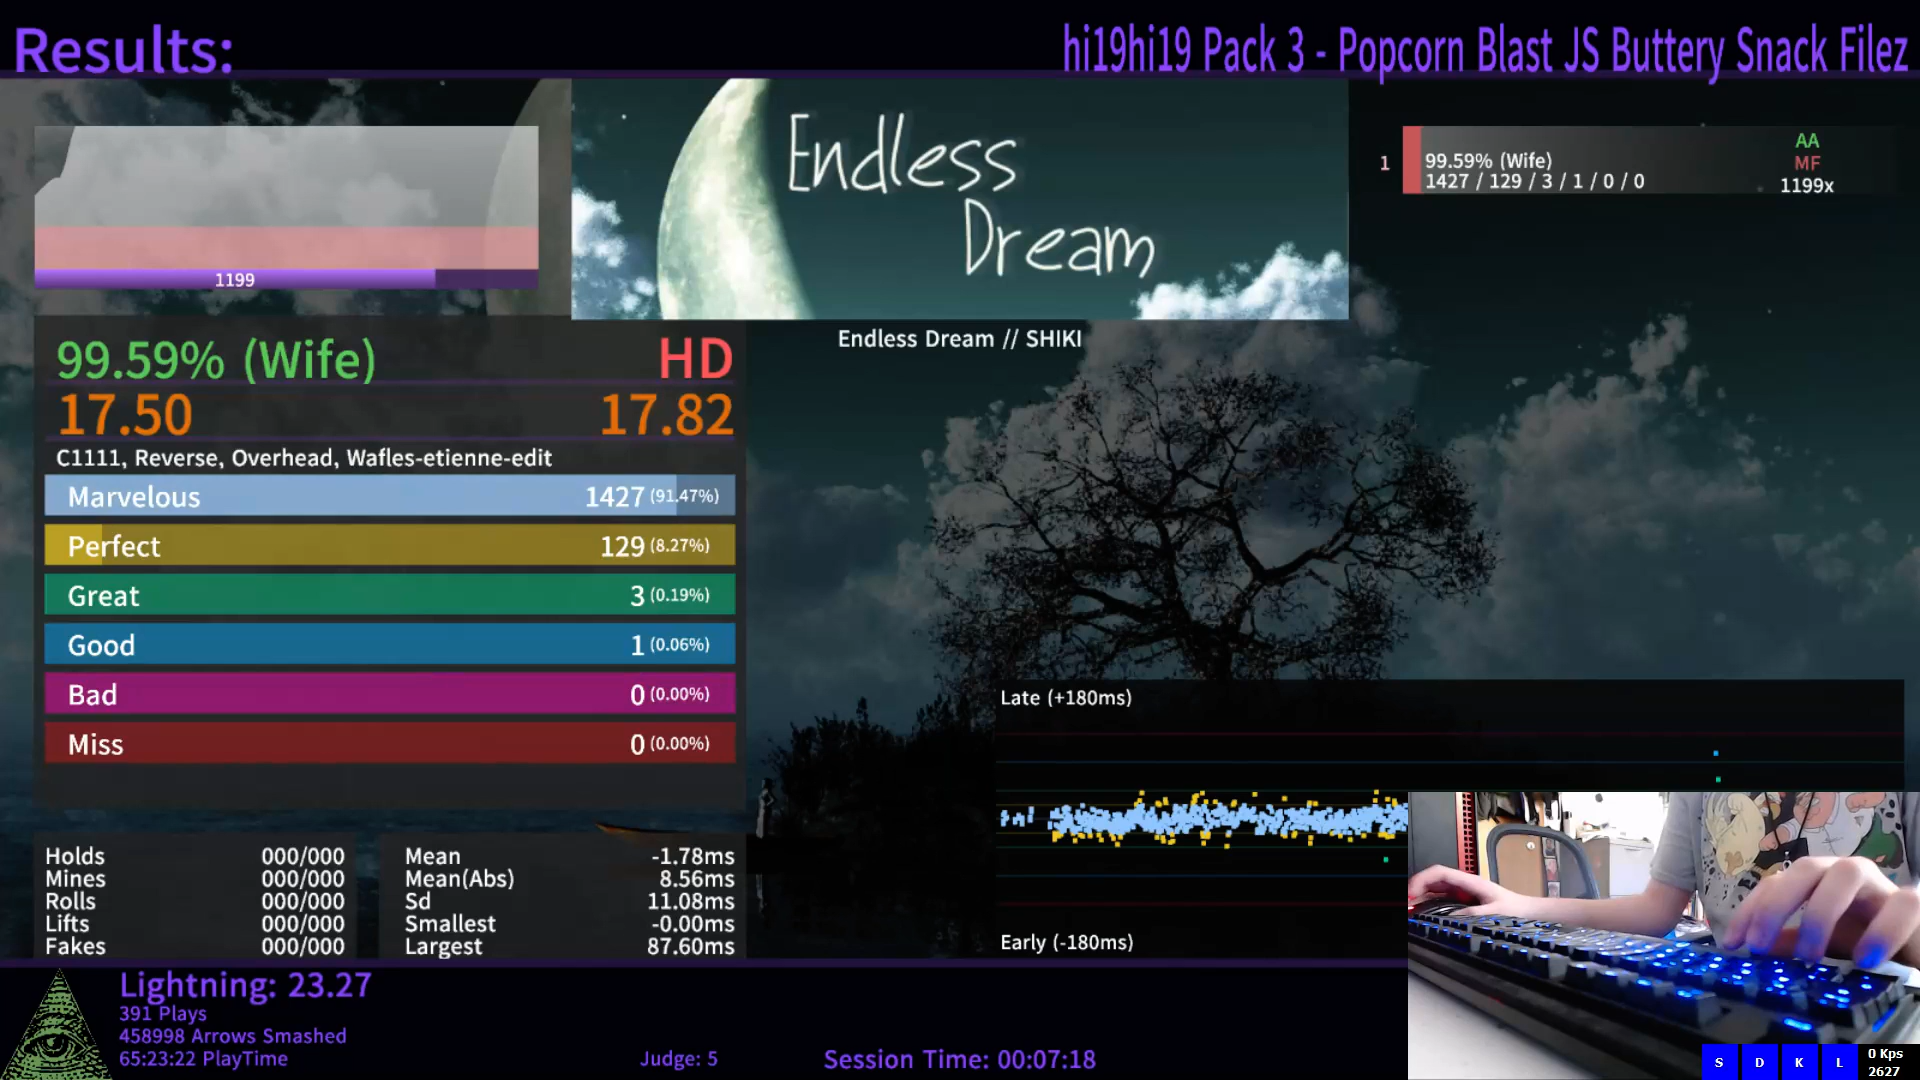 Results:
hi19hi19 Pack 3 - Popcorn Blast JS Buttery Snack Filez
Endless
Dream
1199
1
99.59% (Wife)
1427 / 129 / 3 / 1 / 0 / 0
AA
MF
1199x
Endless Dream // SHIKI
99.59% (Wife) HD
17.50 17.82
C1111, Reverse, Overhead, Wafles-etienne-edit
Marvelous 1427 (91.47%)
Perfect 129 (8.27%)
Great 3 (0.19%)
Good 1 (0.06%)
Bad 0 (0.00%)
Miss 0 (0.00%)
Holds 000/000
Mines 000/000
Rolls 000/000
Lifts 000/000
Fakes 000/000
Mean -1.78ms
Mean(Abs) 8.56ms
Sd 11.08ms
Smallest -0.00ms
Largest 87.60ms
Late (+180ms)
Early (-180ms)
Lightning: 23.27
391 Plays
458998 Arrows Smashed
65:23:22 PlayTime
Judge: 5
Session Time: 00:07:18
S D K L
0 Kps
2627